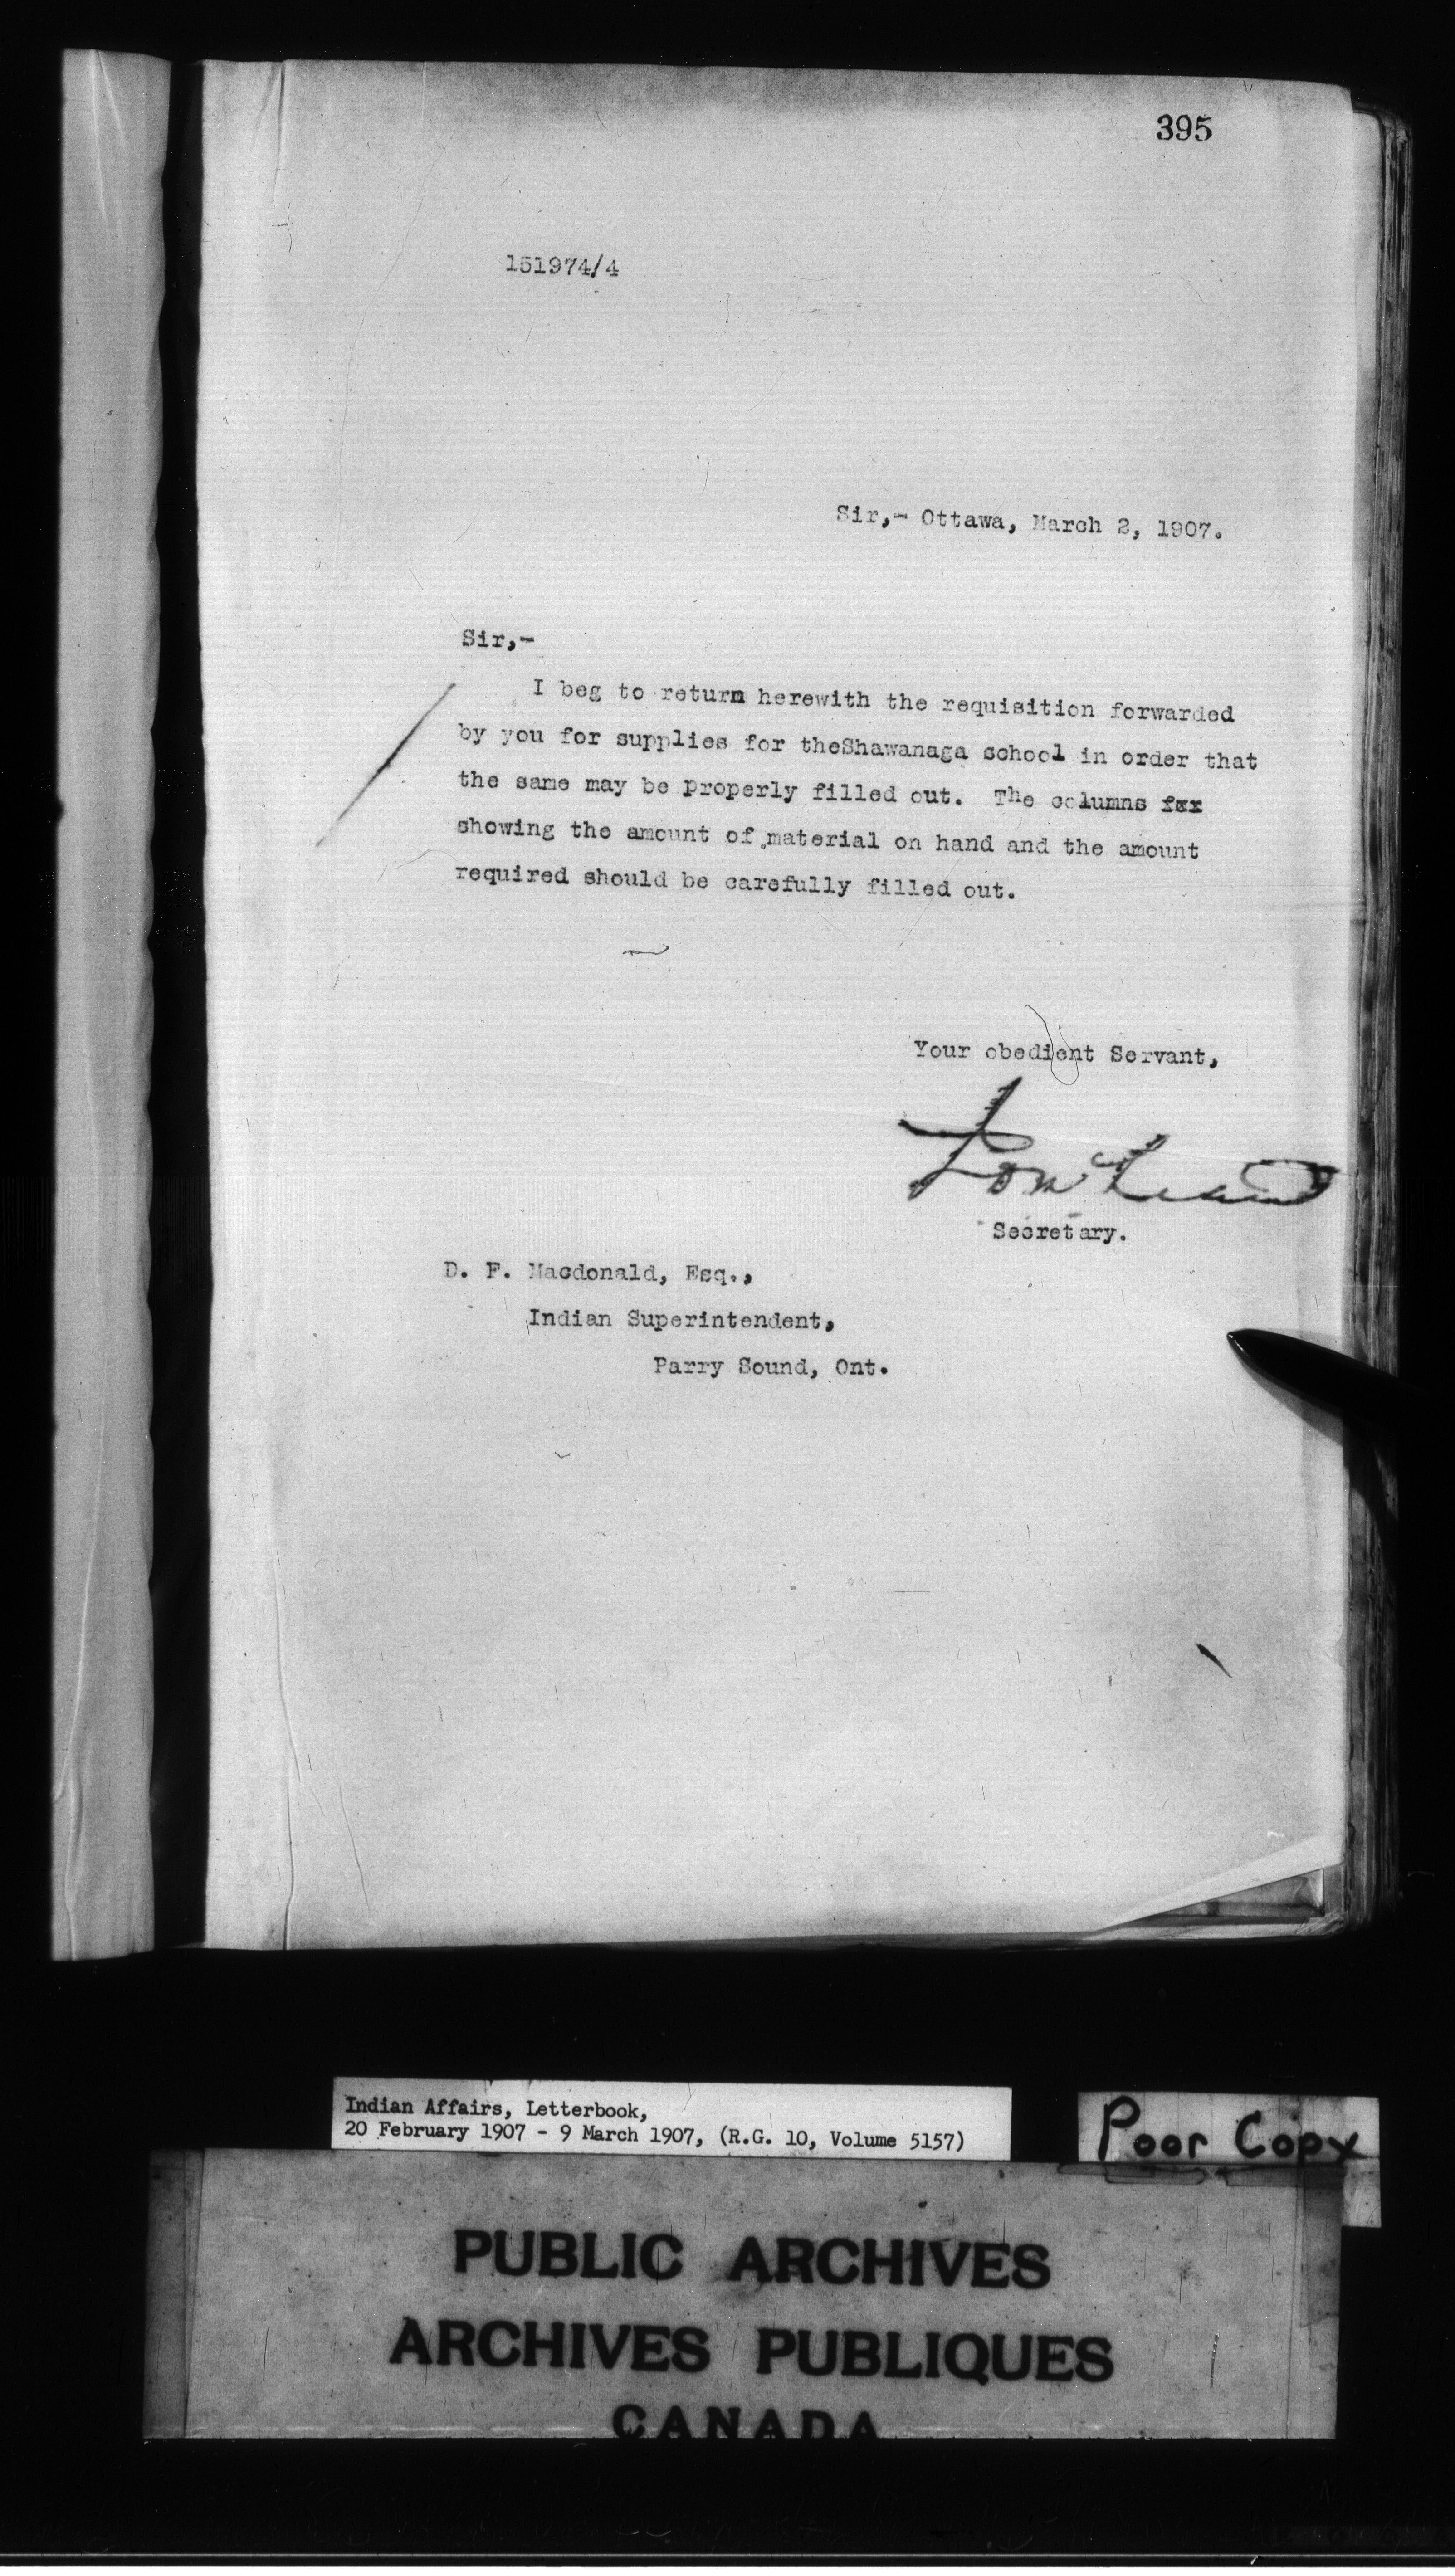 395
151974/4
Sir,- Ottawa, March 2, 1907.
Sir,-
I beg to return herewith the requisition forwarded
by you for supplies for theShawanaga school in order that
the same may be properly filled out. The columns for
showing the amount of material on hand and the amount
required should be carefully filled out.
Your obedient Servant,
Secretary.
D. F. Macdonald, Esq.,
Indian Superintendent,
Parry Sound, Ont.
Indian Affairs, Letterbook,
20 February 1907 - 9 March 1907, (R.G. 10, Volume 5157)
Poor Copy
PUBLIC ARCHIVES
ARCHIVES PUBLIQUES
CANADA